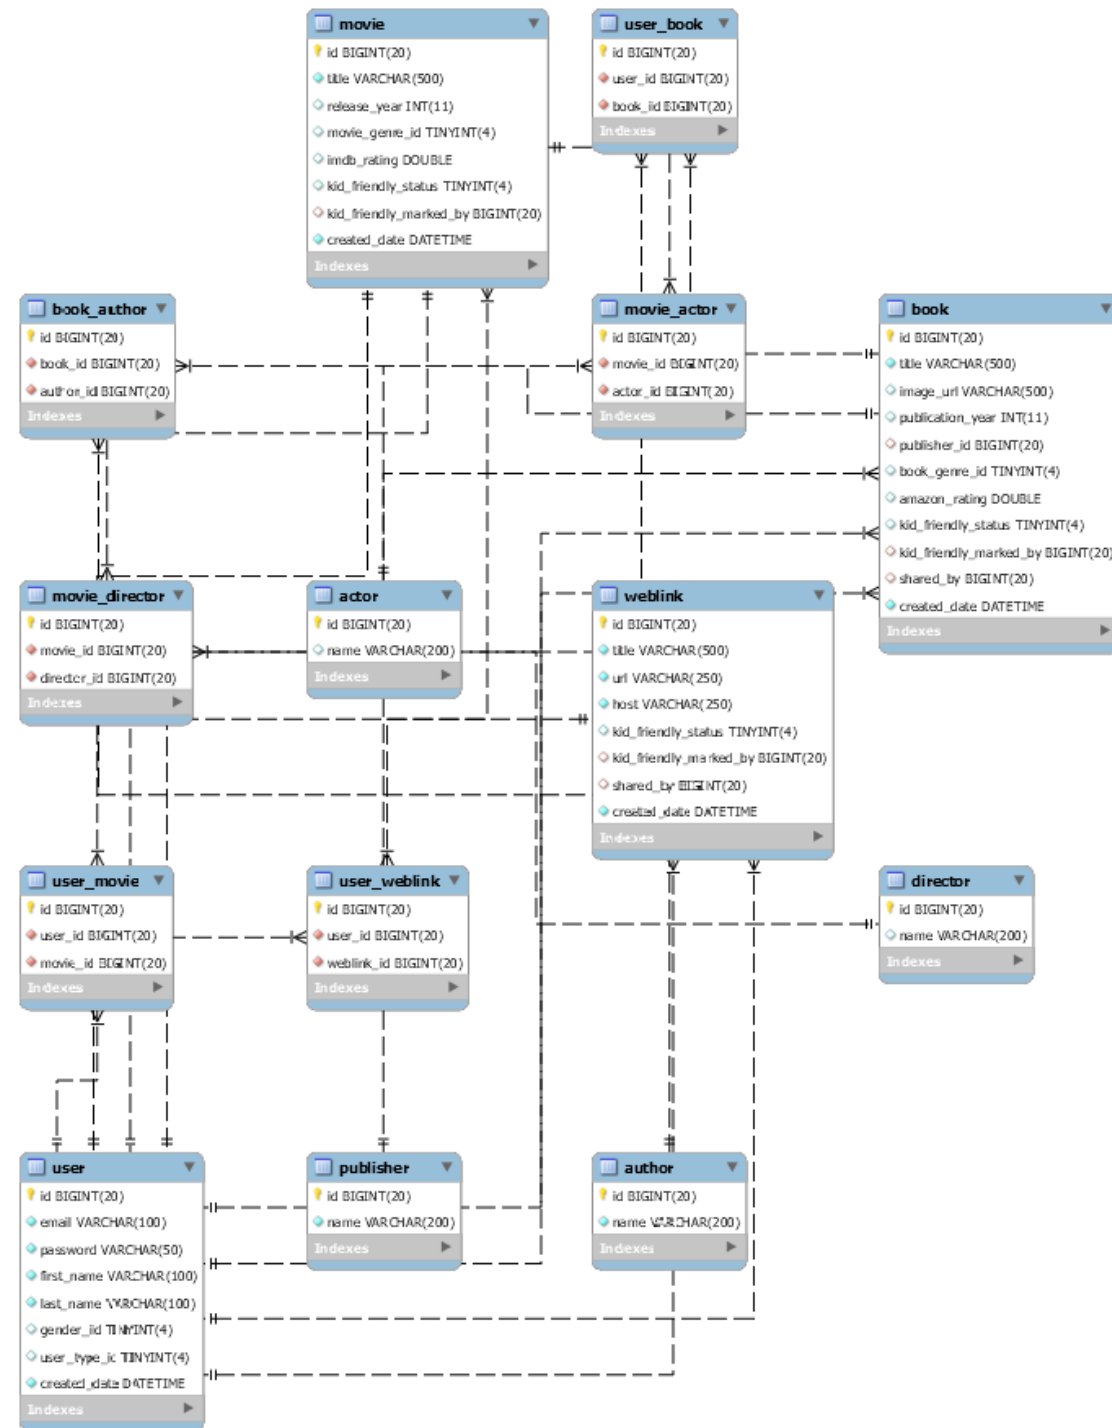 movie
id BIGINT(20)
title VARCHAR(500)
release_year INT(11)
movie_genre_id TINYINT(4)
imdb_rating DOUBLE
kid_friendly_status TINYINT(4)
kid_friendly_marked_by BIGINT(20)
created_date DATETIME
Indexes
user_book
id BIGINT(20)
user_id BIGINT(20)
book_id BIGINT(20)
Indexes
book_author
id BIGINT(20)
book_id BIGINT(20)
author_id BIGINT(20)
Indexes
movie_actor
id BIGINT(20)
movie_id BIGINT(20)
actor_id BIGINT(20)
Indexes
book
id BIGINT(20)
title VARCHAR(500)
image_url VARCHAR(500)
publication_year INT(11)
publisher_id BIGINT(20)
book_genre_id TINYINT(4)
amazon_rating DOUBLE
kid_friendly_status TINYINT(4)
kid_friendly_marked_by BIGINT(20)
shared_by BIGINT(20)
created_date DATETIME
Indexes
movie_director
id BIGINT(20)
movie_id BIGINT(20)
director_id BIGINT(20)
Indexes
actor
id BIGINT(20)
name VARCHAR(200)
Indexes
weblink
id BIGINT(20)
title VARCHAR(500)
url VARCHAR(250)
host VARCHAR(250)
kid_friendly_status TINYINT(4)
kid_friendly_marked_by BIGINT(20)
shared_by BIGINT(20)
created_date DATETIME
Indexes
user_movie
id BIGINT(20)
user_id BIGINT(20)
movie_id BIGINT(20)
Indexes
user_weblink
id BIGINT(20)
user_id BIGINT(20)
weblink_id BIGINT(20)
Indexes
director
id BIGINT(20)
name VARCHAR(200)
Indexes
user
id BIGINT(20)
email VARCHAR(100)
password VARCHAR(50)
first_name VARCHAR(100)
last_name VARCHAR(100)
gender_id TINYINT(4)
user_type_id TINYINT(4)
created_date DATETIME
Indexes
publisher
id BIGINT(20)
name VARCHAR(200)
Indexes
author
id BIGINT(20)
name VARCHAR(200)
Indexes